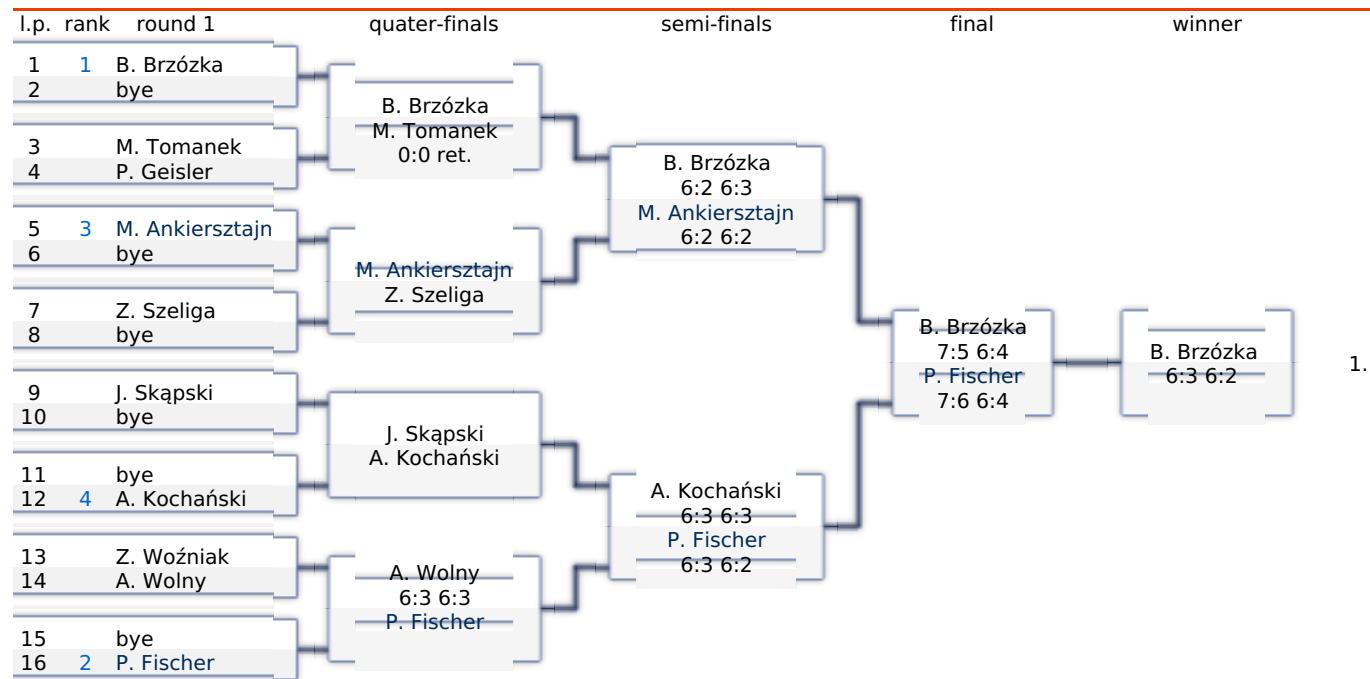 l.p. rank round 1 quater-finals semi-finals final winner
1 1 B. Brzózka
2 bye
B. Brzózka
M. Tomanek
0:0 ret.
3 M. Tomanek
4 P. Geisler
B. Brzózka
6:2 6:3
M. Ankiersztajn
6:2 6:2
5 3 M. Ankiersztajn
6 bye
M. Ankiersztajn
Z. Szeliga
7 Z. Szeliga
8 bye
B. Brzózka
7:5 6:4
P. Fischer
7:6 6:4
B. Brzózka
6:3 6:2
1.
9 J. Skąpski
10 bye
J. Skąpski
A. Kochański
11 bye
12 4 A. Kochański
A. Kochański
6:3 6:3
P. Fischer
6:3 6:2
13 Z. Woźniak
14 A. Wolny
A. Wolny
6:3 6:3
P. Fischer
15 bye
16 2 P. Fischer